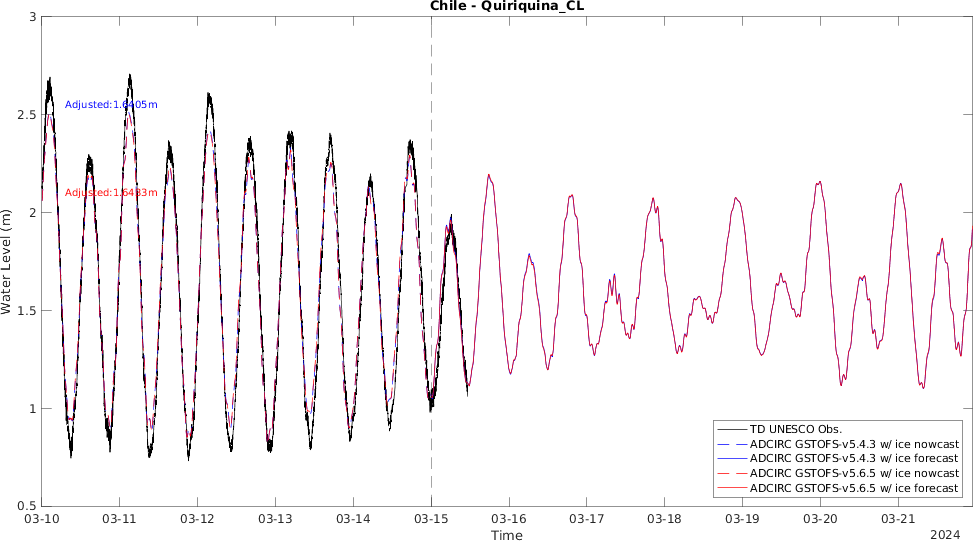 Chile - Quiriquina_CL
3
2.5
2
1.5
1
0.5
Water Level (m)
Adjusted:1.6405m
Adjusted:1.6483m
TD UNESCO Obs.
ADCIRC GSTOFS-v5.4.3 w/ ice nowcast
ADCIRC GSTOFS-v5.4.3 w/ ice forecast
ADCIRC GSTOFS-v5.6.5 w/ ice nowcast
ADCIRC GSTOFS-v5.6.5 w/ ice forecast
03-10 03-11 03-12 03-13 03-14 03-15 03-16 03-17 03-18 03-19 03-20 03-21
Time
2024